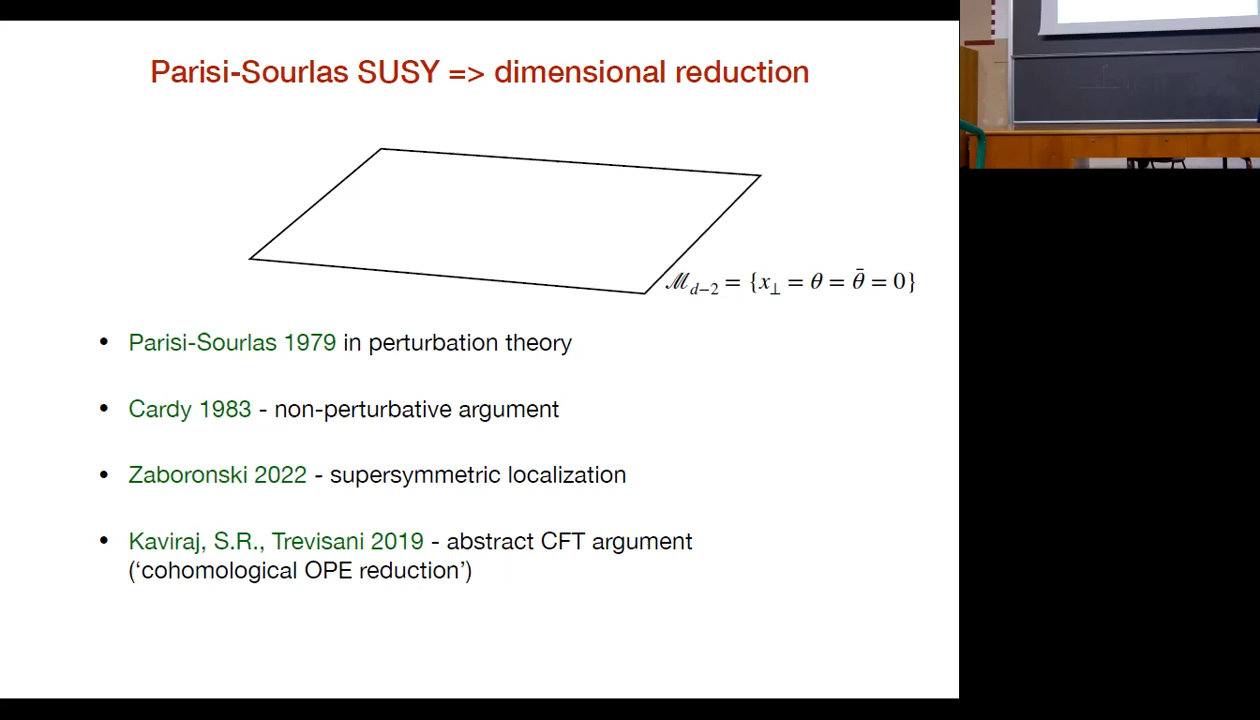 Parisi-Sourlas SUSY => dimensional reduction
ℳ_{d−2} = {x_⊥ = θ = θ̄ = 0}
• Parisi-Sourlas 1979 in perturbation theory
• Cardy 1983 - non-perturbative argument
• Zaboronski 2022 - supersymmetric localization
• Kaviraj, S.R., Trevisani 2019 - abstract CFT argument
(‘cohomological OPE reduction’)